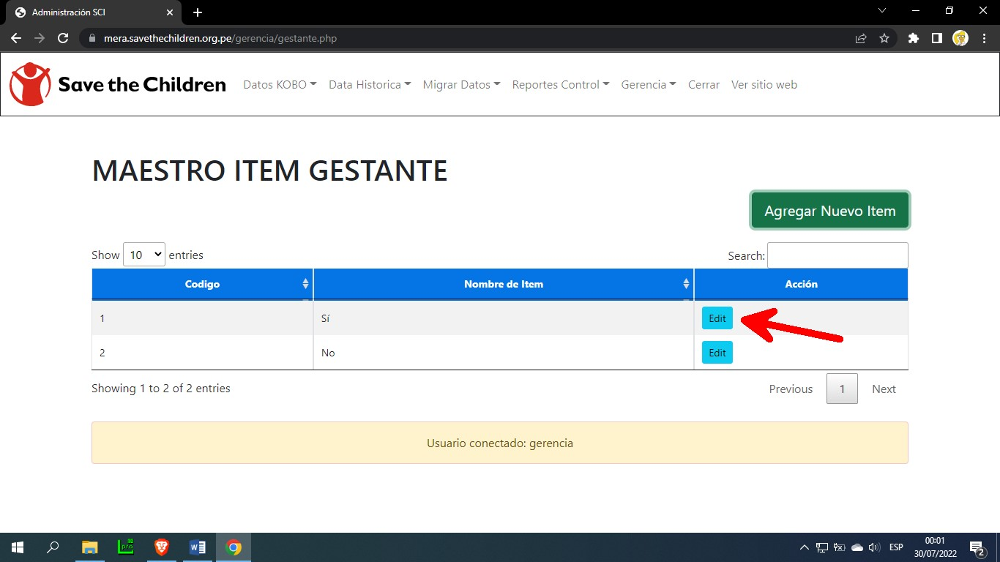 Administración SCI
mera.savethechildren.org.pe/gerencia/gestante.php
Save the Children Datos KOBO Data Historica Migrar Datos Reportes Control Gerencia Cerrar Ver sitio web
MAESTRO ITEM GESTANTE
Agregar Nuevo Item
Show 10 entries Search:
Codigo Nombre de Item Acción
1 Sí Edit
2 No Edit
Showing 1 to 2 of 2 entries Previous 1 Next
Usuario conectado: gerencia
ESP 00:01
30/07/2022 2